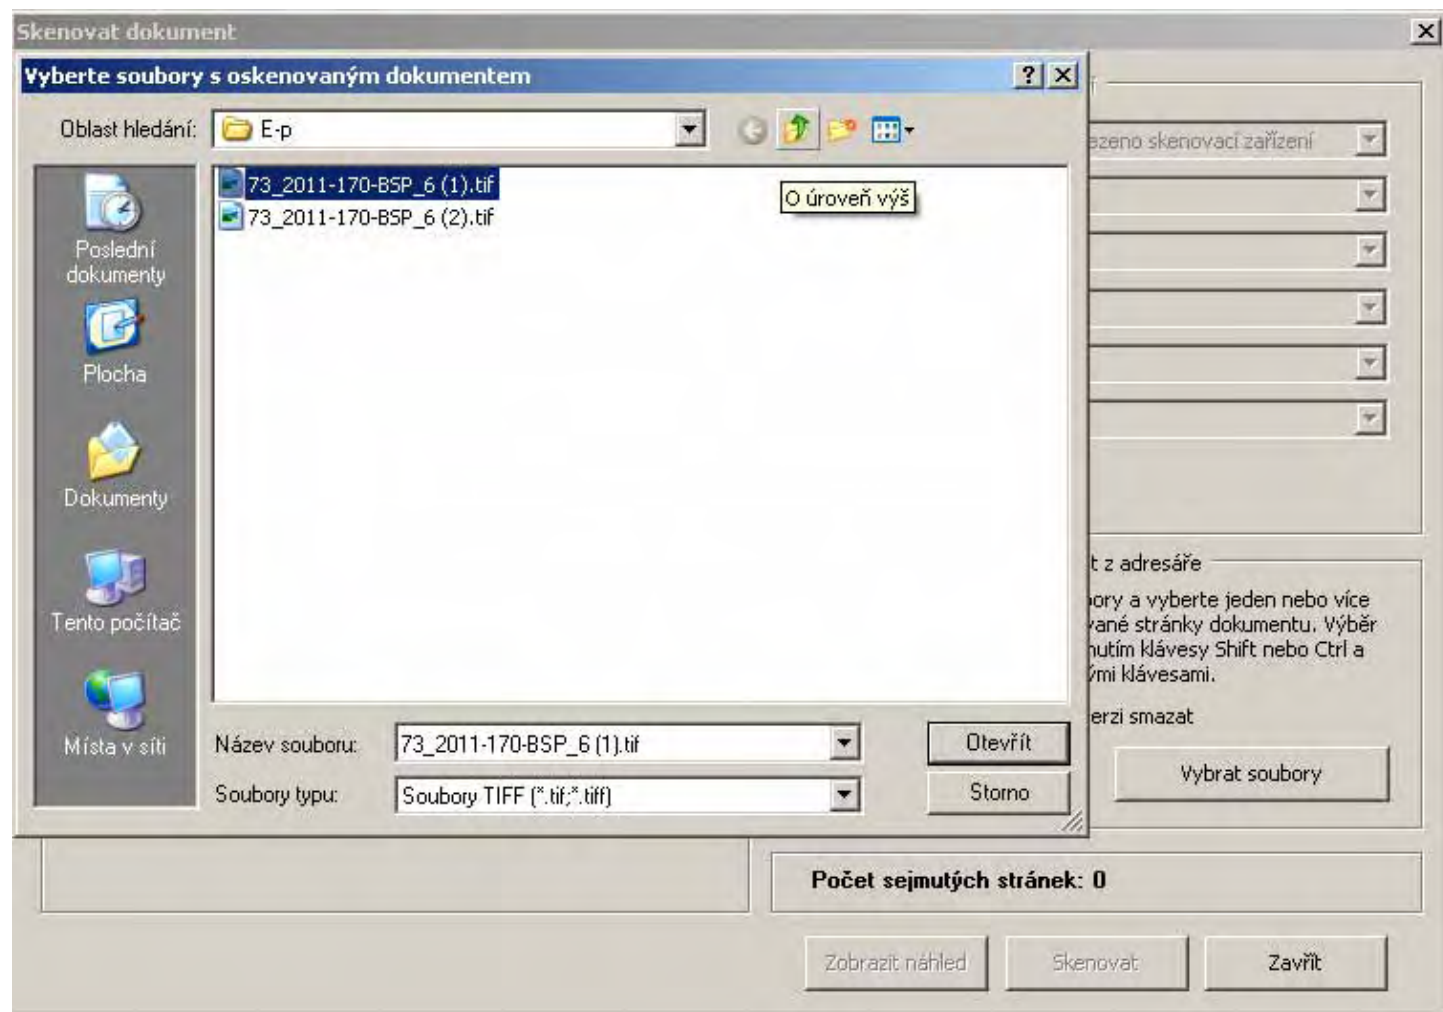 Skenovat dokument
Vyberte soubory s oskenovaným dokumentem
Oblast hledání:
E-p
skenovací zařízení
73_2011-170-BSP_6 (1).tif
73_2011-170-BSP_6 (2).tif
O úroveň výš
Poslední
dokumenty
Plocha
Dokumenty
Tento počítač
Místa v síti
t z adresáře
ory a vyberte jeden nebo více
vané stránky dokumentu. Výběr
nutím klávesy Shift nebo Ctrl a
ými klávesami.
erzi smazat
Název souboru:
73_2011-170-BSP_6 (1).tif
Otevřít
Soubory typu:
Soubory TIFF (*.tif;*.tiff)
Storno
Vybrat soubory
Počet sejmutých stránek: 0
Zobrazit náhled
Skenovat
Zavřít